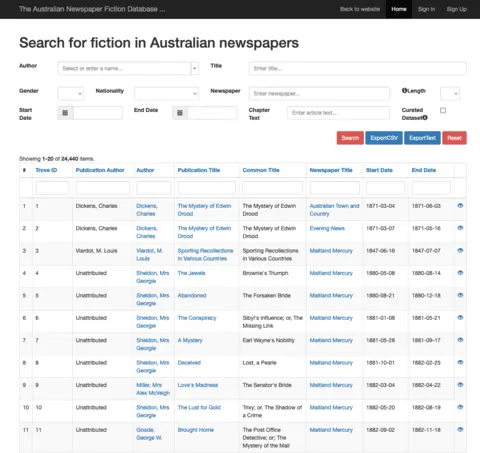 The Australian Newspaper Fiction Database ... Back to website Home Sign In Sign Up
Search for fiction in Australian newspapers
Author Select or enter a name... Title Enter title...
Gender Nationality Newspaper Enter newspaper... Length
Start Date End Date Chapter Text Enter article text... Curated Dataset
Search ExportCSV ExportText Reset
Showing 1-20 of 24,440 items.
# Trove ID Publication Author Author Publication Title Common Title Newspaper Title Start Date End Date
1 1 Dickens, Charles Dickens, Charles The Mystery of Edwin Drood The Mystery of Edwin Drood Australian Town and Country 1871-03-04 1871-06-03
2 2 Dickens, Charles Dickens, Charles The Mystery of Edwin Drood The Mystery of Edwin Drood Evening News 1871-03-07 1871-05-16
3 3 Viardot, M. Louis Viardot, M. Louis Sporting Recollections in Various Countries Sporting Recollections in Various Countries Maitland Mercury 1847-06-16 1847-07-07
4 4 Unattributed Sheldon, Mrs Georgie The Jewels Brownie's Triumph Maitland Mercury 1880-05-08 1880-08-14
5 5 Unattributed Sheldon, Mrs Georgie Abandoned The Forsaken Bride Maitland Mercury 1880-08-21 1880-12-18
6 6 Unattributed Sheldon, Mrs Georgie The Conspiracy Sibyl's Influence; or, The Missing Link Maitland Mercury 1881-01-08 1881-05-21
7 7 Unattributed Sheldon, Mrs Georgie A Mystery Earl Wayne's Nobility Maitland Mercury 1881-05-28 1881-09-17
8 8 Unattributed Sheldon, Mrs Georgie Deceived Lost, a Pearle Maitland Mercury 1881-10-01 1882-02-25
9 9 Unattributed Miller, Mrs Alex McVeigh Love's Madness The Senator's Bride Maitland Mercury 1882-03-04 1882-04-22
10 10 Unattributed Sheldon, Mrs Georgie The Lust for Gold Trixy; or, The Shadow of a Crime Maitland Mercury 1882-05-20 1882-08-19
11 11 Unattributed Goode, George W. Brought Home The Post Office Detective; or, The Mystery of the Mail Maitland Mercury 1882-09-02 1882-11-18